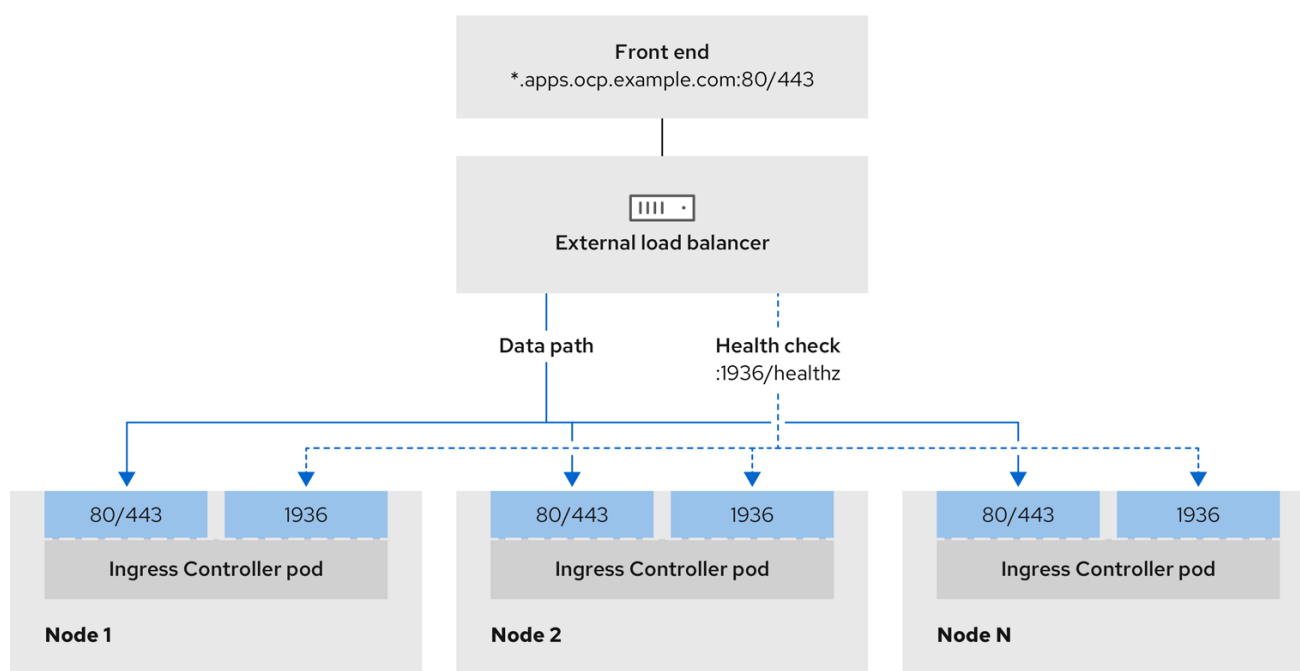 Front end
*.apps.ocp.example.com:80/443
External load balancer
Data path
Health check
:1936/healthz
80/443
1936
80/443
1936
80/443
1936
Ingress Controller pod
Ingress Controller pod
Ingress Controller pod
Node 1
Node 2
Node N